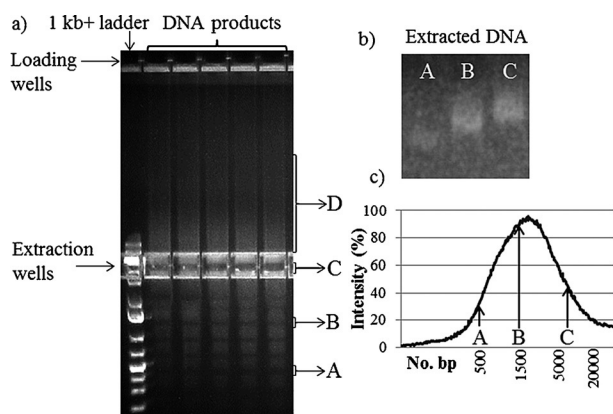 a)
1 kb+ ladder
DNA products
Loading
wells
D
Extraction
wells
C
B
A
b)
Extracted DNA
A B C
c)
Intensity (%)
100
80
60
40
20
0
A B C
No. bp
500
1500
5000
20000